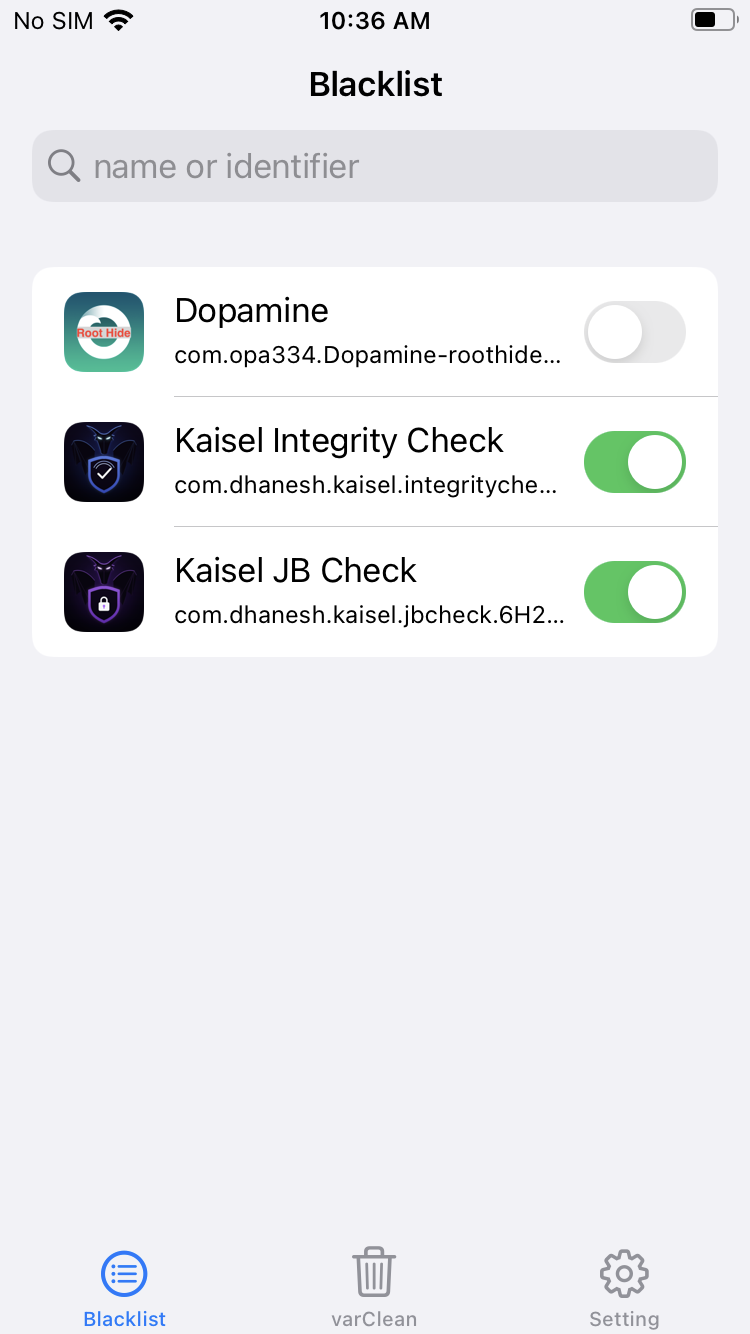 No SIM 10:36 AM
Blacklist
name or identifier
Root Hide
Dopamine
com.opa334.Dopamine-roothide...
Kaisel Integrity Check
com.dhanesh.kaisel.integrityche...
Kaisel JB Check
com.dhanesh.kaisel.jbcheck.6H2...
Blacklist varClean Setting